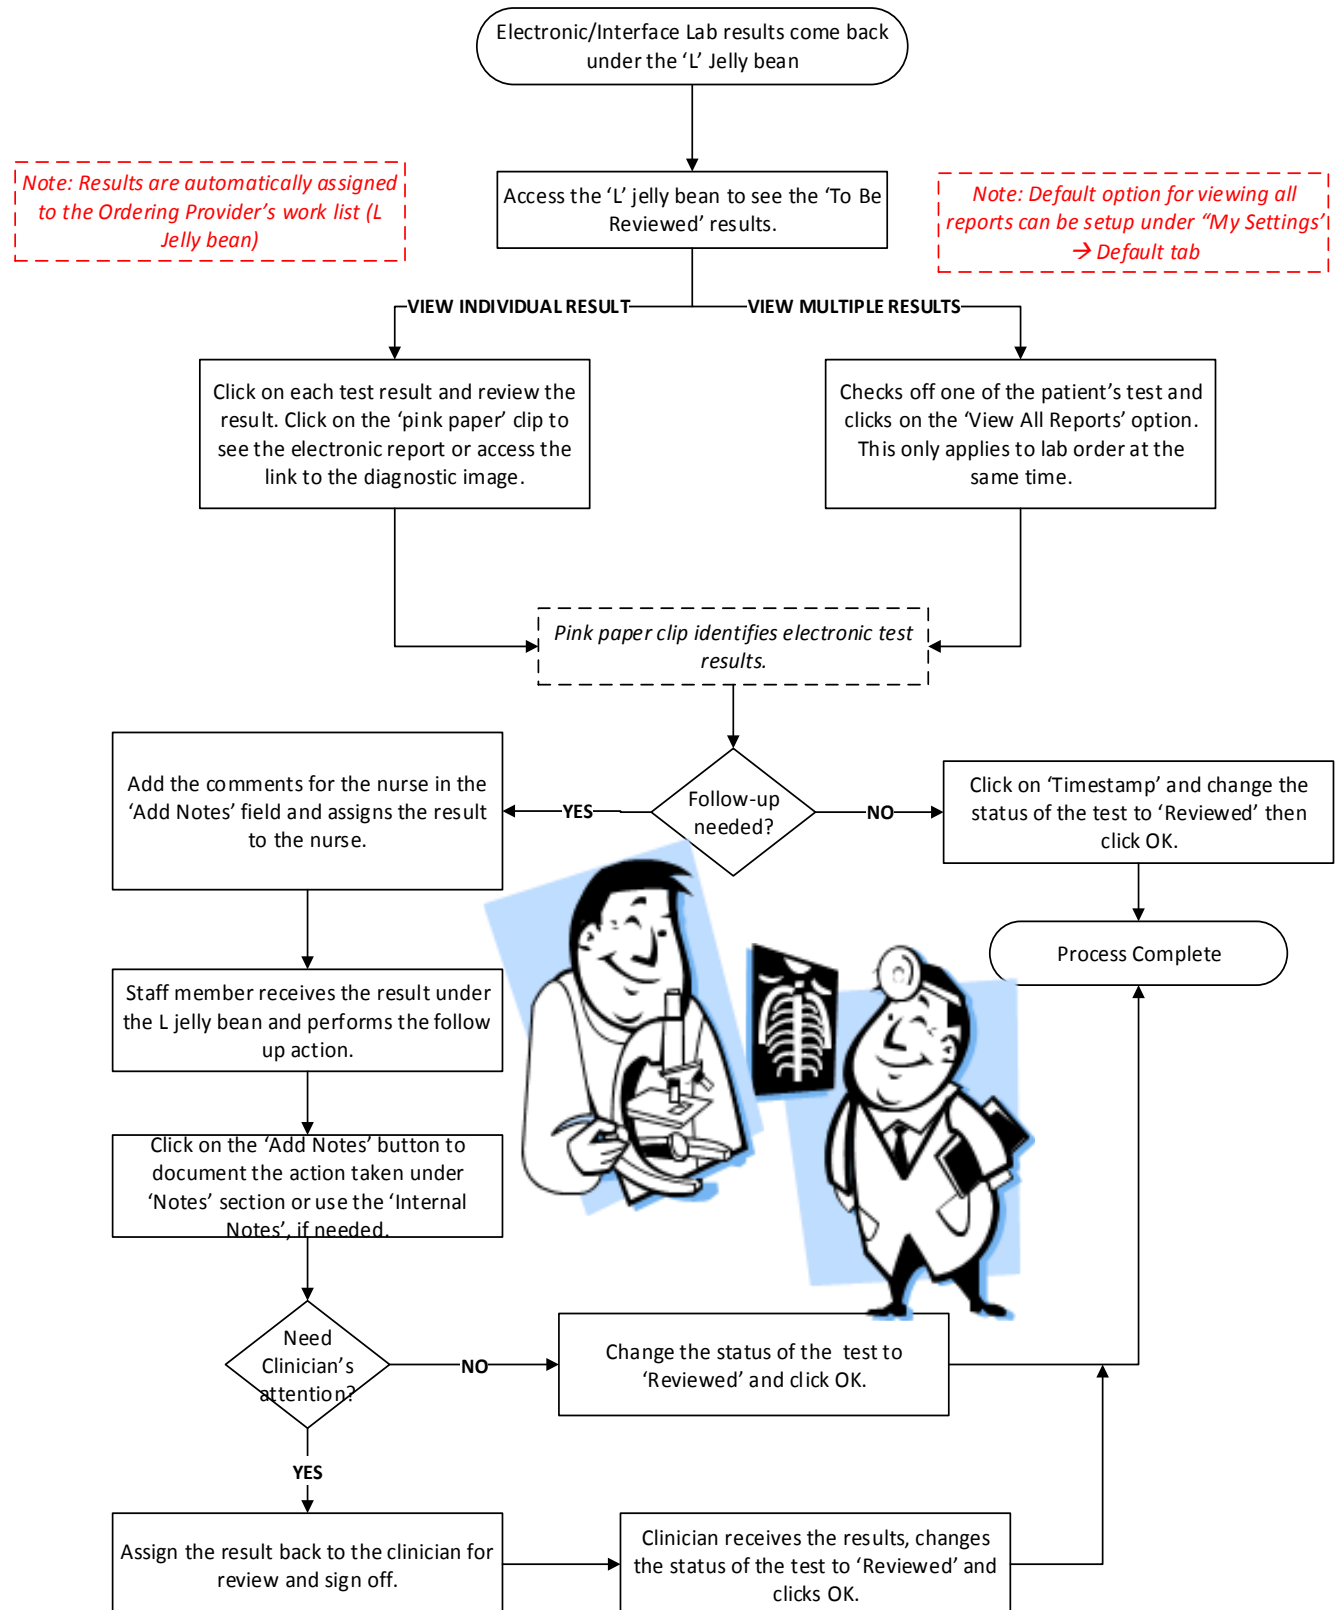 Electronic/Interface Lab results come back
under the ‘L’ Jelly bean
Note: Results are automatically assigned
to the Ordering Provider’s work list (L
Jelly bean)
Access the ‘L’ jelly bean to see the ‘To Be
Reviewed’ results.
Note: Default option for viewing all
reports can be setup under “My Settings’
→ Default tab
VIEW INDIVIDUAL RESULT
VIEW MULTIPLE RESULTS
Click on each test result and review the
result. Click on the ‘pink paper’ clip to
see the electronic report or access the
link to the diagnostic image.
Checks off one of the patient’s test and
clicks on the ‘View All Reports’ option.
This only applies to lab order at the
same time.
Pink paper clip identifies electronic test
results.
Add the comments for the nurse in the
‘Add Notes’ field and assigns the result
to the nurse.
YES
Follow-up
needed?
NO
Click on ‘Timestamp’ and change the
status of the test to ‘Reviewed’ then
click OK.
Process Complete
Staff member receives the result under
the L jelly bean and performs the follow
up action.
Click on the ‘Add Notes’ button to
document the action taken under
‘Notes’ section or use the ‘Internal
Notes’, if needed.
Need
Clinician’s
attention?
NO
Change the status of the test to
‘Reviewed’ and click OK.
YES
Assign the result back to the clinician for
review and sign off.
Clinician receives the results, changes
the status of the test to ‘Reviewed’ and
clicks OK.